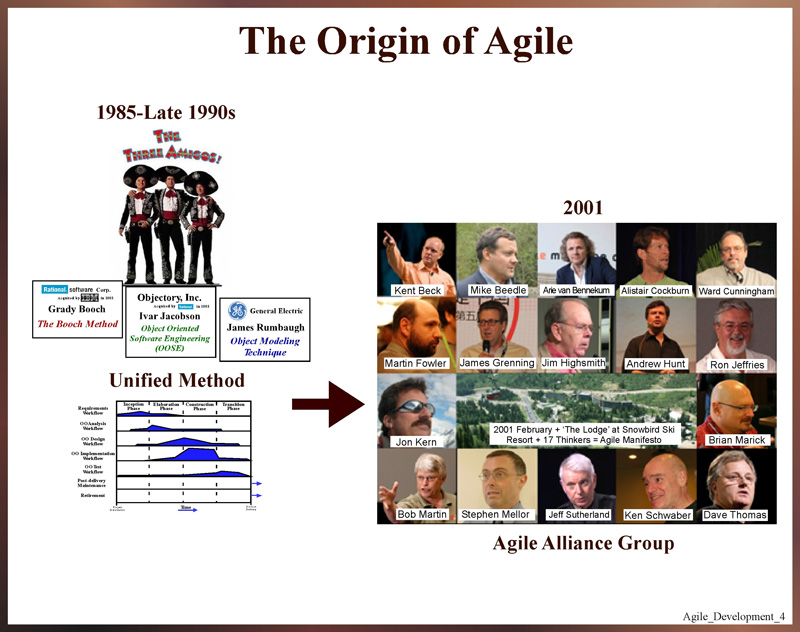 The Origin of Agile
1985-Late 1990s
THE
THREE AMIGOS!
Rational software Corp.
acquired by IBM in 2003
Grady Booch
The Booch Method
Objectory, Inc.
acquired by Rational in 1995
Ivar Jacobson
Object Oriented
Software Engineering
(OOSE)
GE General Electric
James Rumbaugh
Object Modeling
Technique
Unified Method
Inception
Phase
Elaboration
Phase
Construction
Phase
Transition
Phase
Requirements
Workflow
OO Analysis
Workflow
OO Design
Workflow
OO Implementation
Workflow
OO Test
Workflow
Post-delivery
Maintenance
Retirement
Time
2001
Kent Beck
Mike Beedle
Arie van Bennekum
Alistair Cockburn
Ward Cunningham
Martin Fowler
James Grenning
Jim Highsmith
Andrew Hunt
Ron Jeffries
Jon Kern
2001 February + ‘The Lodge’ at Snowbird Ski
Resort + 17 Thinkers = Agile Manifesto
Brian Marick
Bob Martin
Stephen Mellor
Jeff Sutherland
Ken Schwaber
Dave Thomas
Agile Alliance Group
Agile_Development_4